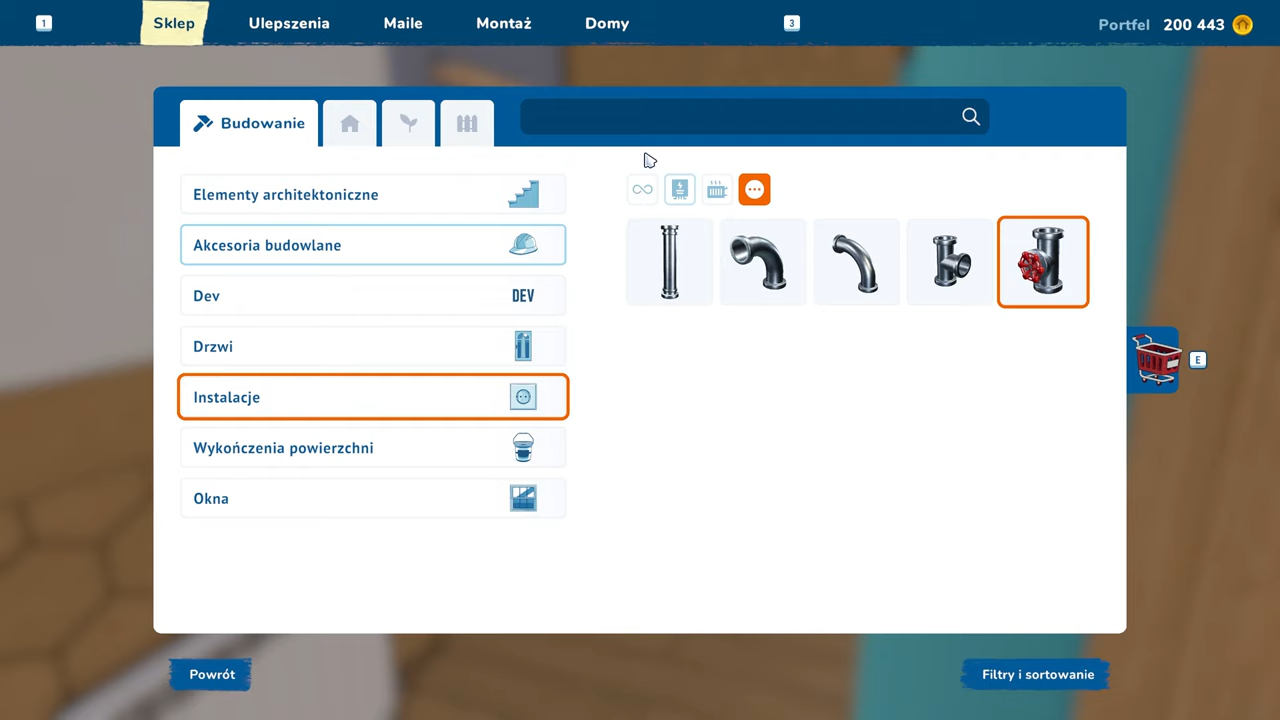 1
Sklep
Ulepszenia
Maile
Montaż
Domy
3
Portfel 200 443
Budowanie
Elementy architektoniczne
Akcesoria budowlane
Dev
DEV
Drzwi
Instalacje
Wykończenia powierzchni
Okna
E
Powrót
Filtry i sortowanie